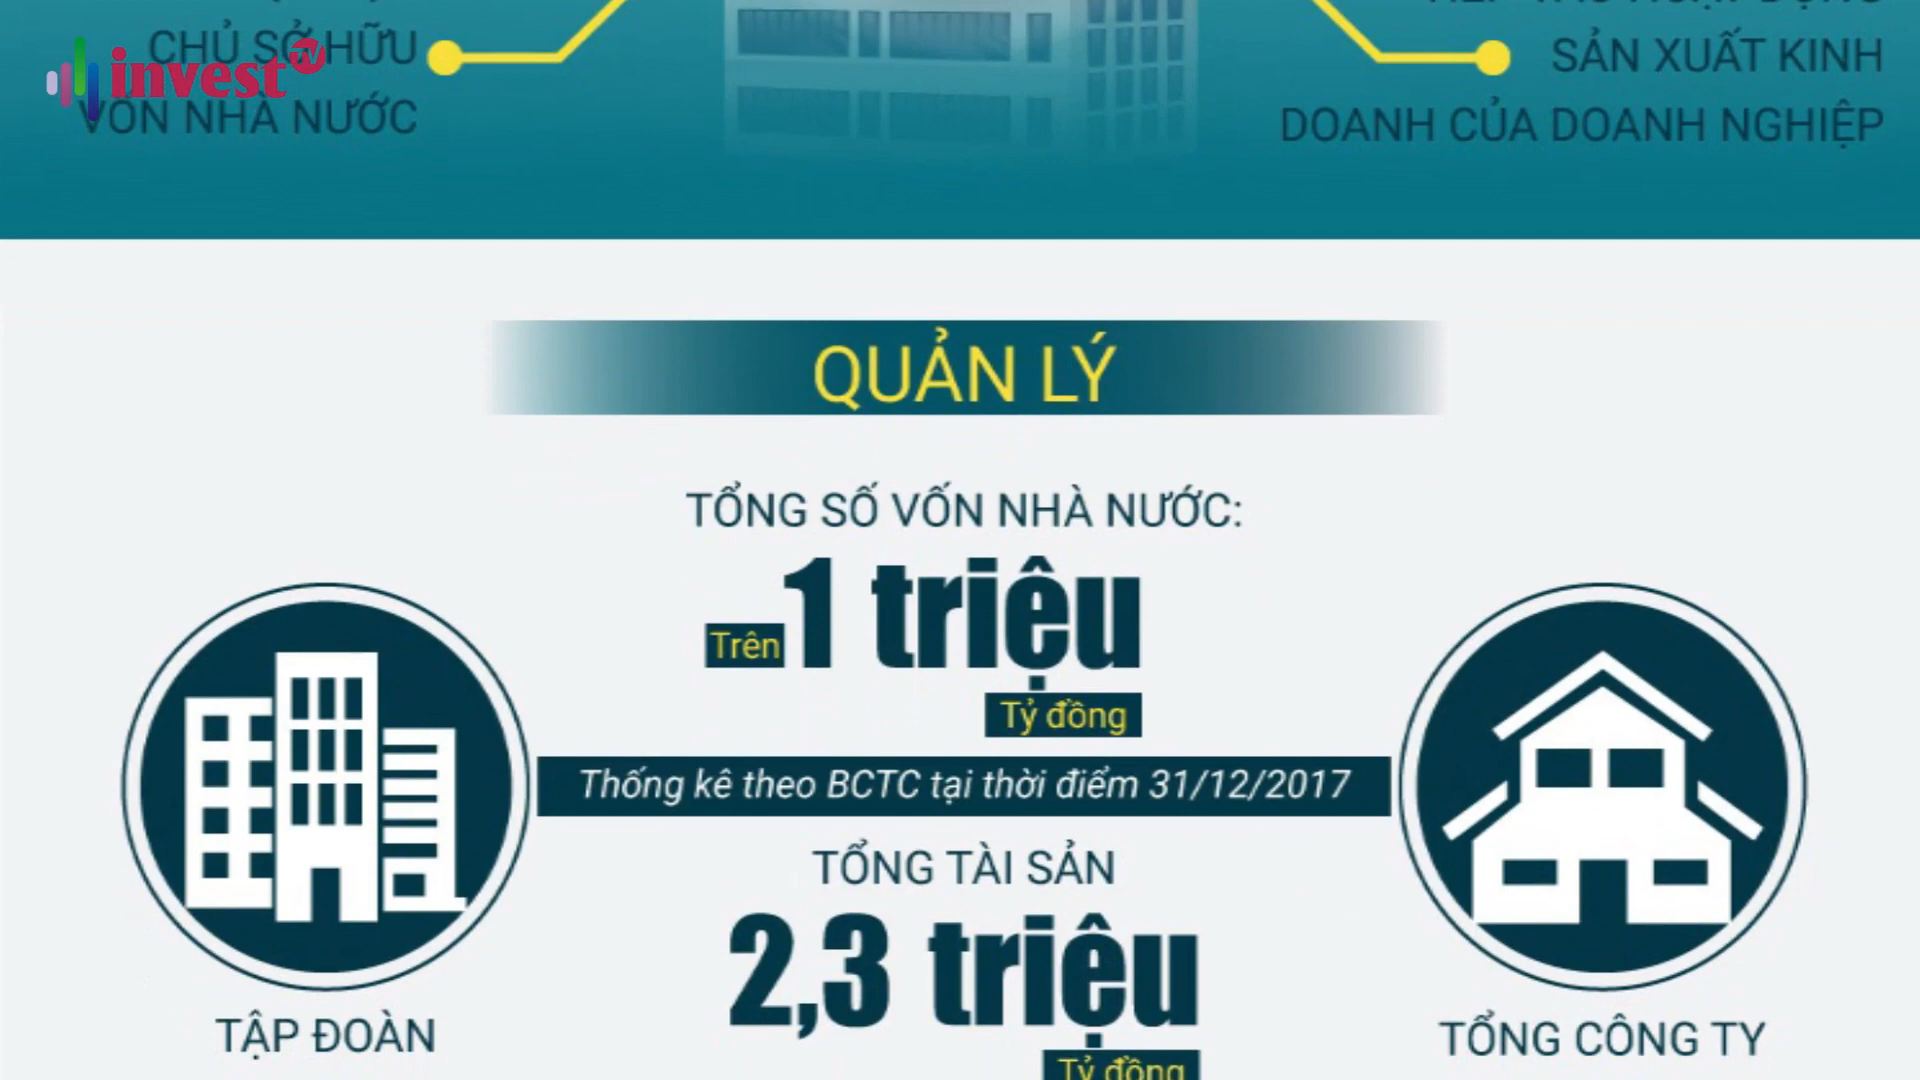 CHỦ SỞ HỮU
VỐN NHÀ NƯỚC
invest TV
SẢN XUẤT KINH
DOANH CỦA DOANH NGHIỆP
QUẢN LÝ
TỔNG SỐ VỐN NHÀ NƯỚC:
Trên 1 triệu
Tỷ đồng
Thống kê theo BCTC tại thời điểm 31/12/2017
TỔNG TÀI SẢN
2,3 triệu
Tỷ đồng
TẬP ĐOÀN
TỔNG CÔNG TY